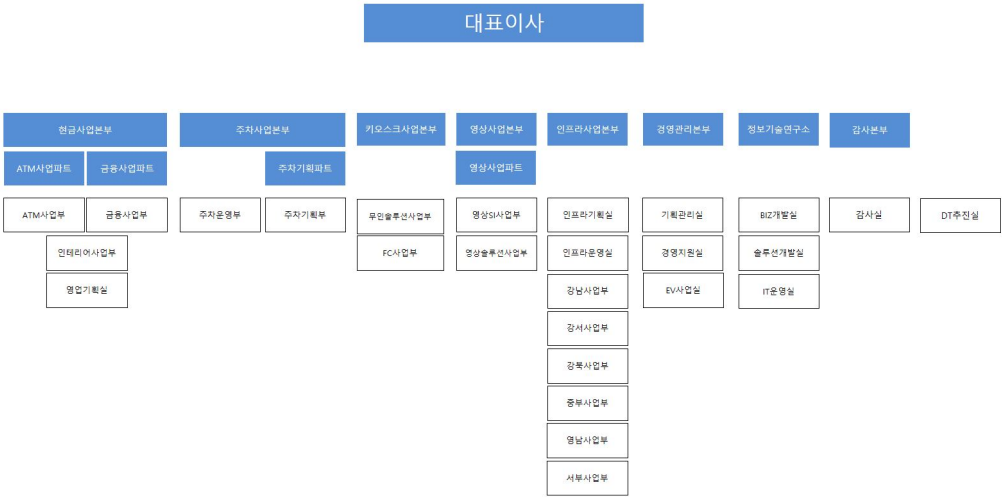 대표이사
현금사업본부 주차사업본부 키오스크사업본부 영상사업본부 인프라사업본부 경영관리본부 정보기술연구소 감사본부
ATM사업파트 금융사업파트 주차기획파트 영상사업파트
ATM사업부 금융사업부 주차운영부 주차기획부 무인솔루션사업부 영상SI사업부 인프라기획실 기획관리실 BIZ개발실 감사실 DT추진실
인테리어사업부 FC사업부 영상솔루션사업부 인프라운영실 경영지원실 솔루션개발실
영업기획실 강남사업부 EV사업실 IT운영실
강서사업부
강북사업부
중부사업부
영남사업부
서부사업부